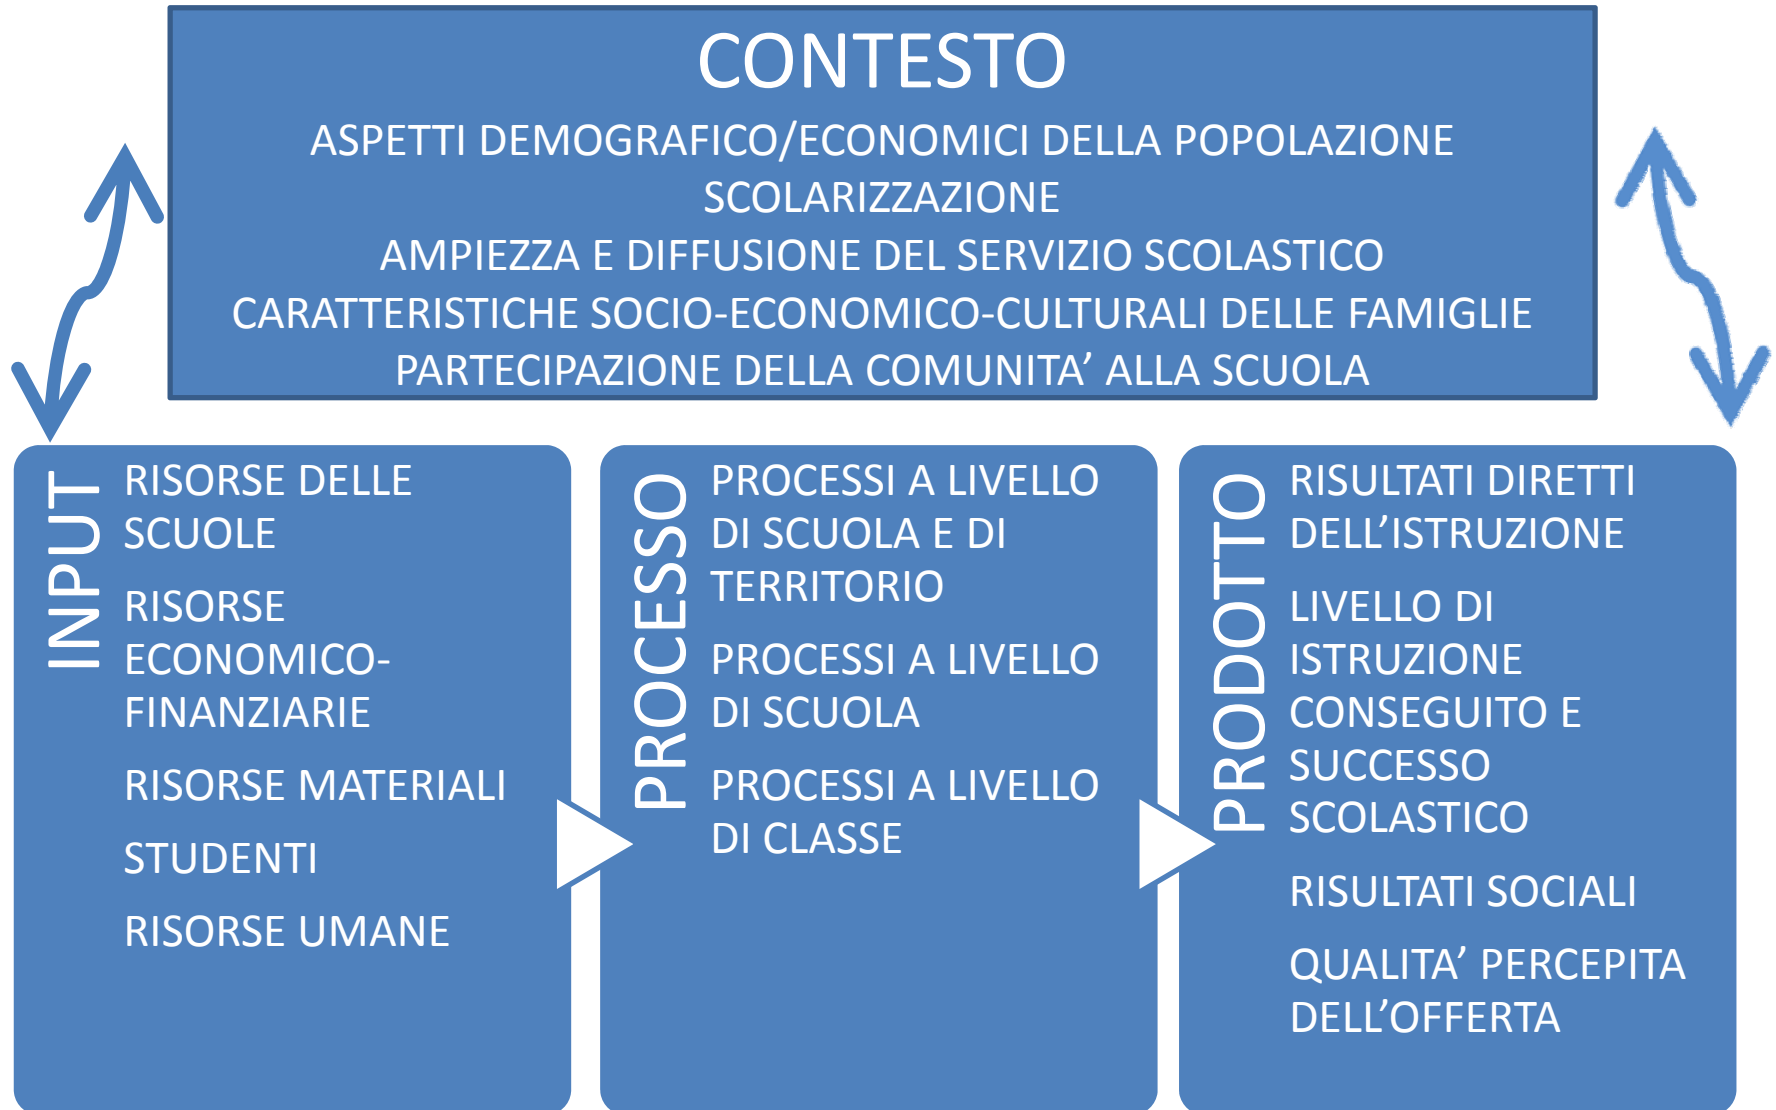 CONTESTO
ASPETTI DEMOGRAFICO/ECONOMICI DELLA POPOLAZIONE
SCOLARIZZAZIONE
AMPIEZZA E DIFFUSIONE DEL SERVIZIO SCOLASTICO
CARATTERISTICHE SOCIO-ECONOMICO-CULTURALI DELLE FAMIGLIE
PARTECIPAZIONE DELLA COMUNITA’ ALLA SCUOLA
INPUT
RISORSE DELLE
SCUOLE
RISORSE
ECONOMICO-
FINANZIARIE
RISORSE MATERIALI
STUDENTI
RISORSE UMANE
PROCESSO
PROCESSI A LIVELLO
DI SCUOLA E DI
TERRITORIO
PROCESSI A LIVELLO
DI SCUOLA
PROCESSI A LIVELLO
DI CLASSE
PRODOTTO
RISULTATI DIRETTI
DELL’ISTRUZIONE
LIVELLO DI
ISTRUZIONE
CONSEGUITO E
SUCCESSO
SCOLASTICO
RISULTATI SOCIALI
QUALITA’ PERCEPITA
DELL’OFFERTA